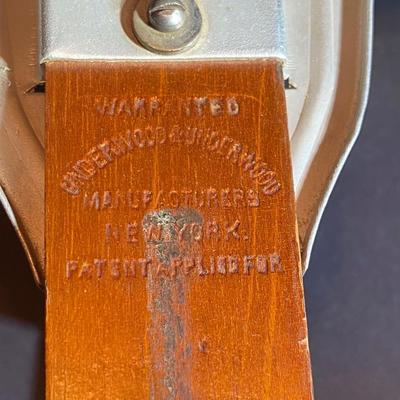 WARRANTED
UNDERWOOD & UNDERWOOD
MANUFACTURERS
NEW YORK.
PATENT APPLIED FOR